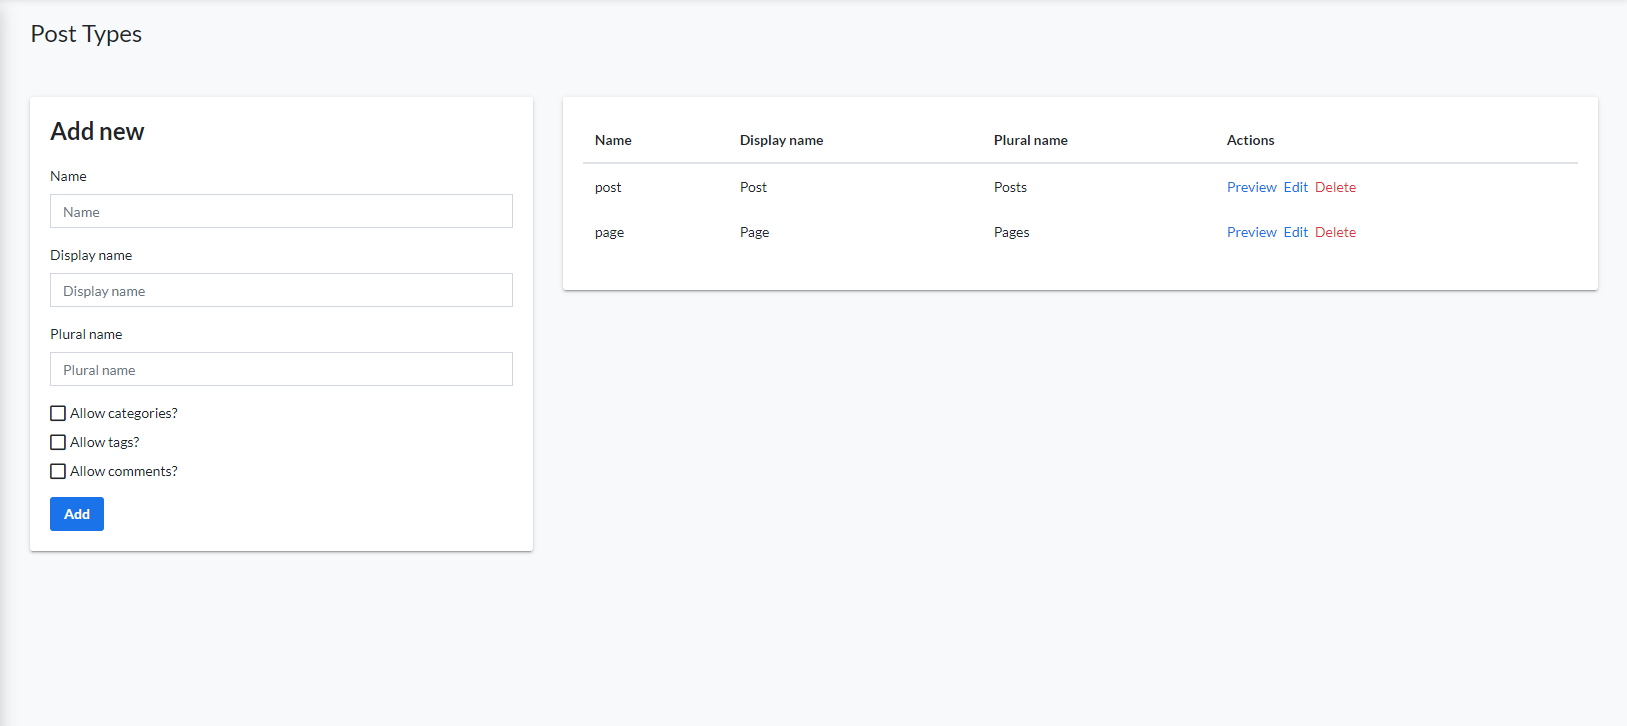 Post Types
Add new
Name
Name
Display name
Display name
Plural name
Plural name
Allow categories?
Allow tags?
Allow comments?
Add
Name Display name Plural name Actions
post Post Posts Preview Edit Delete
page Page Pages Preview Edit Delete